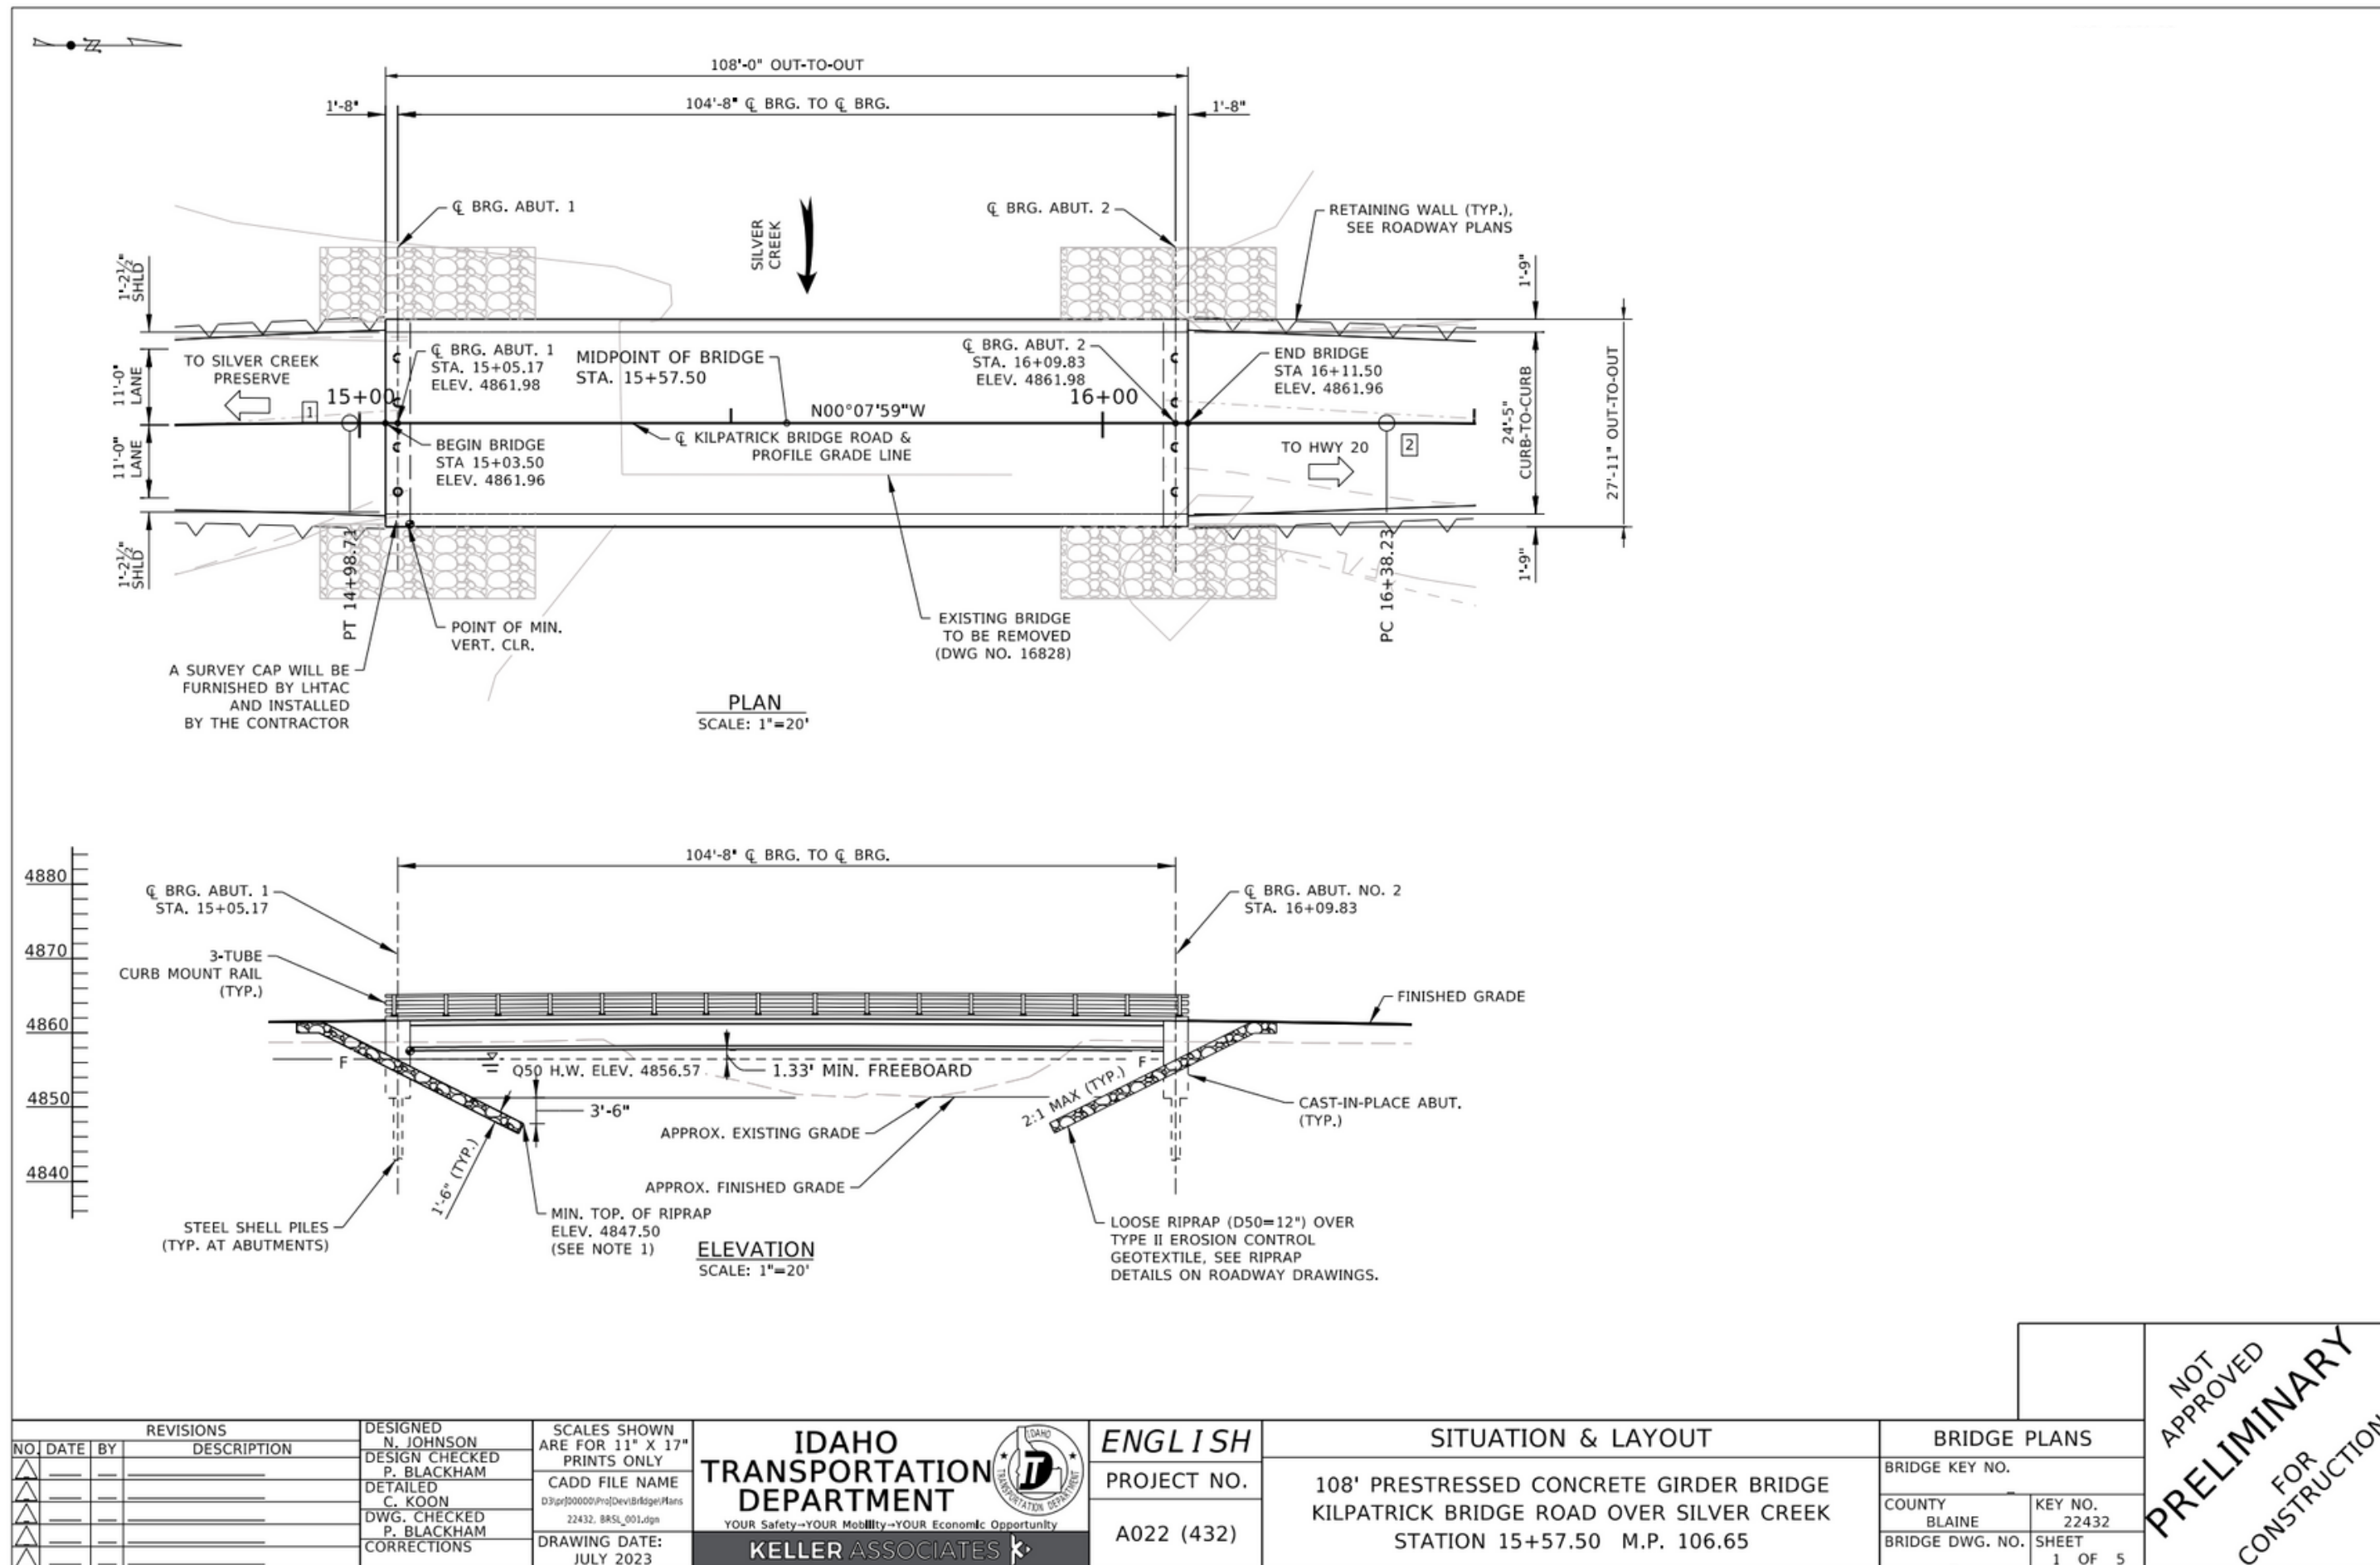 108'-0" OUT-TO-OUT
1'-8"
104'-8" ℄ BRG. TO ℄ BRG.
1'-8"
℄ BRG. ABUT. 1
SILVER
CREEK
℄ BRG. ABUT. 2
RETAINING WALL (TYP.),
SEE ROADWAY PLANS
1'-2½"
SHLD
11'-0"
LANE
11'-0"
LANE
1'-2½"
SHLD
TO SILVER CREEK
PRESERVE
1
15+00
℄ BRG. ABUT. 1
STA. 15+05.17
ELEV. 4861.98
MIDPOINT OF BRIDGE
STA. 15+57.50
℄ BRG. ABUT. 2
STA. 16+09.83
ELEV. 4861.98
16+00
END BRIDGE
STA 16+11.50
ELEV. 4861.96
N00°07'59"W
BEGIN BRIDGE
STA 15+03.50
ELEV. 4861.96
℄ KILPATRICK BRIDGE ROAD &
PROFILE GRADE LINE
TO HWY 20
2
1'-9"
24'-5"
CURB-TO-CURB
27'-11" OUT-TO-OUT
1'-9"
PT 14+98.71
PC 16+38.23
POINT OF MIN.
VERT. CLR.
EXISTING BRIDGE
TO BE REMOVED
(DWG NO. 16828)
A SURVEY CAP WILL BE
FURNISHED BY LHTAC
AND INSTALLED
BY THE CONTRACTOR
PLAN
SCALE: 1"=20'
104'-8" ℄ BRG. TO ℄ BRG.
4880
4870
4860
4850
4840
℄ BRG. ABUT. 1
STA. 15+05.17
℄ BRG. ABUT. NO. 2
STA. 16+09.83
3-TUBE
CURB MOUNT RAIL
(TYP.)
FINISHED GRADE
F
Q50 H.W. ELEV. 4856.57
1.33' MIN. FREEBOARD
F
2:1 MAX (TYP.)
3'-6"
CAST-IN-PLACE ABUT.
(TYP.)
APPROX. EXISTING GRADE
1'-6" (TYP.)
APPROX. FINISHED GRADE
STEEL SHELL PILES
(TYP. AT ABUTMENTS)
MIN. TOP. OF RIPRAP
ELEV. 4847.50
(SEE NOTE 1)
LOOSE RIPRAP (D50=12") OVER
TYPE II EROSION CONTROL
GEOTEXTILE, SEE RIPRAP
DETAILS ON ROADWAY DRAWINGS.
ELEVATION
SCALE: 1"=20'
REVISIONS
NO. DATE BY DESCRIPTION
DESIGNED
N. JOHNSON
DESIGN CHECKED
P. BLACKHAM
DETAILED
C. KOON
DWG. CHECKED
P. BLACKHAM
CORRECTIONS
SCALES SHOWN
ARE FOR 11" X 17"
PRINTS ONLY
CADD FILE NAME
22432, BRSL_001.dgn
DRAWING DATE:
JULY 2023
IDAHO
TRANSPORTATION
DEPARTMENT
YOUR Safety→YOUR Mobility→YOUR Economic Opportunity
IDAHO
TRANSPORTATION DEPARTMENT
KELLER ASSOCIATES
ENGLISH
PROJECT NO.
A022 (432)
SITUATION & LAYOUT
108' PRESTRESSED CONCRETE GIRDER BRIDGE
KILPATRICK BRIDGE ROAD OVER SILVER CREEK
STATION 15+57.50 M.P. 106.65
BRIDGE PLANS
BRIDGE KEY NO.
COUNTY
BLAINE
KEY NO.
22432
BRIDGE DWG. NO.
SHEET
1 OF 5
NOT
APPROVED
PRELIMINARY
FOR
CONSTRUCTION